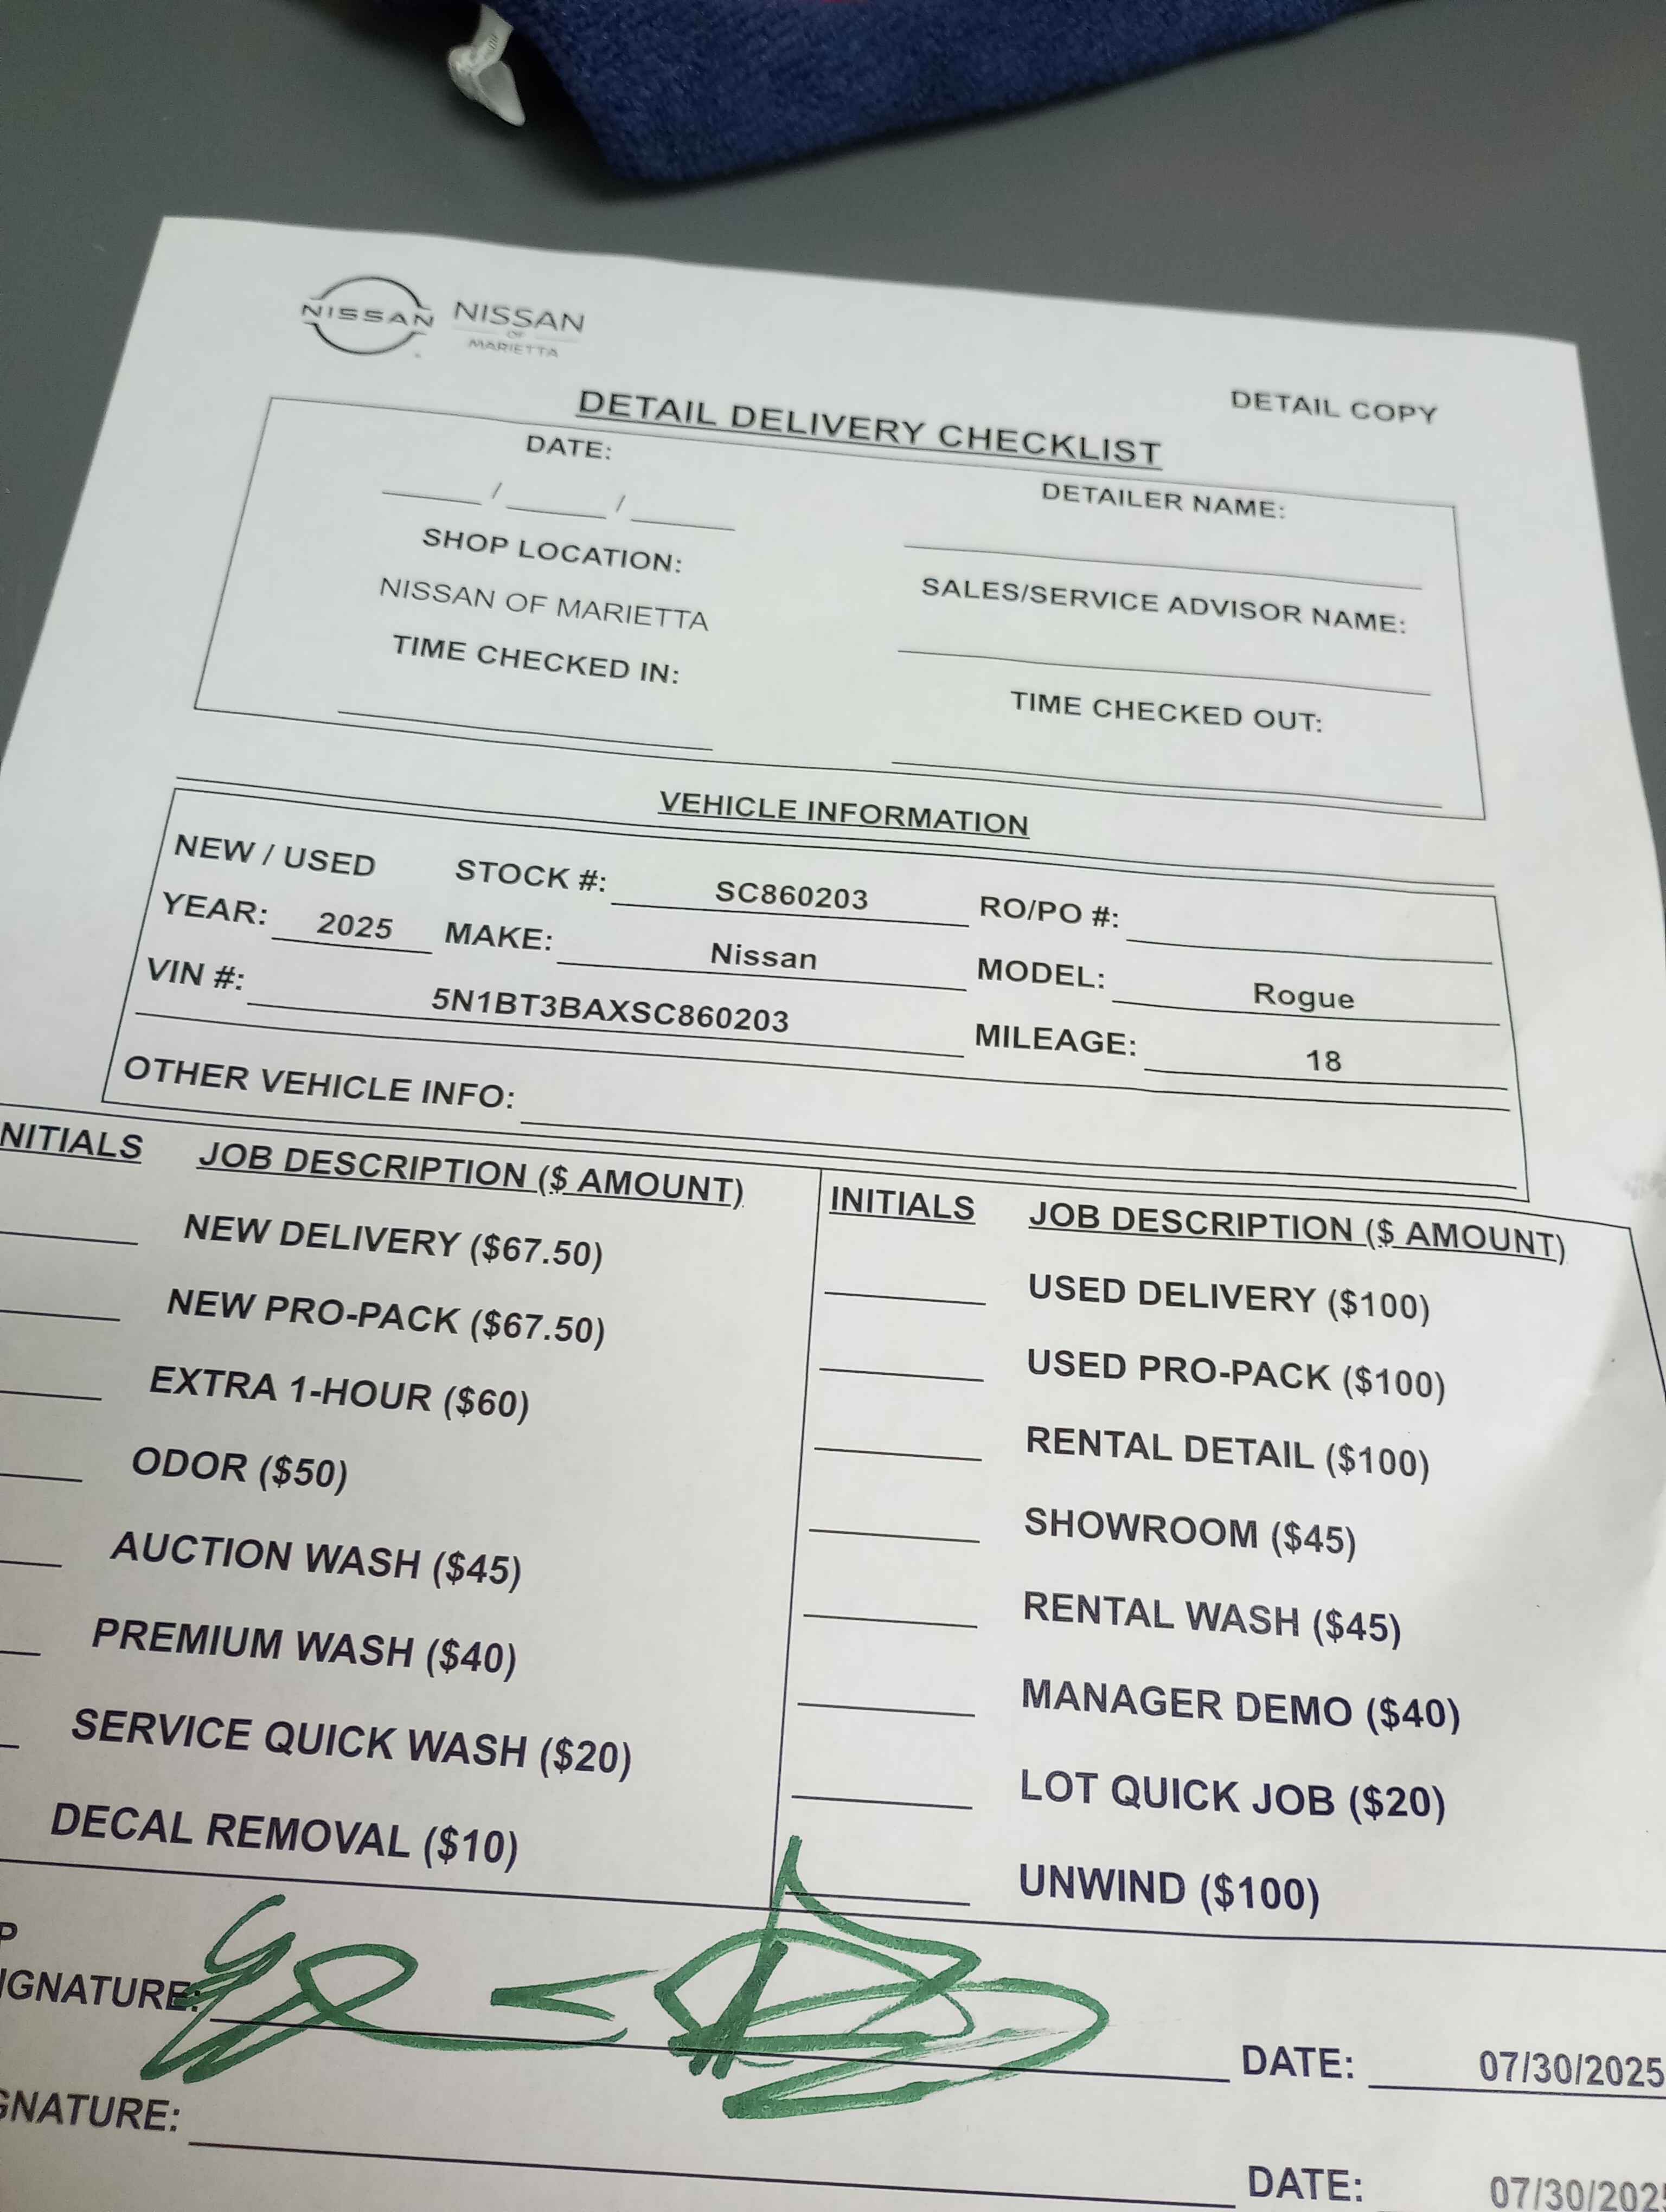 NISSAN NISSAN
OF
MARIETTA
DETAIL COPY
DETAIL DELIVERY CHECKLIST
DATE:
____ / ____ / ____
DETAILER NAME:
SHOP LOCATION:
NISSAN OF MARIETTA
SALES/SERVICE ADVISOR NAME:
TIME CHECKED IN:
TIME CHECKED OUT:
VEHICLE INFORMATION
NEW / USED STOCK #: SC860203 RO/PO #:
YEAR: 2025 MAKE: Nissan MODEL: Rogue
VIN #: 5N1BT3BAXSC860203 MILEAGE: 18
OTHER VEHICLE INFO:
NITIALS JOB DESCRIPTION ($ AMOUNT) INITIALS JOB DESCRIPTION ($ AMOUNT)
NEW DELIVERY ($67.50) USED DELIVERY ($100)
NEW PRO-PACK ($67.50) USED PRO-PACK ($100)
EXTRA 1-HOUR ($60) RENTAL DETAIL ($100)
ODOR ($50) SHOWROOM ($45)
AUCTION WASH ($45) RENTAL WASH ($45)
PREMIUM WASH ($40) MANAGER DEMO ($40)
SERVICE QUICK WASH ($20) LOT QUICK JOB ($20)
DECAL REMOVAL ($10) UNWIND ($100)
P
IGNATURE: DATE: 07/30/2025
GNATURE: DATE: 07/30/202